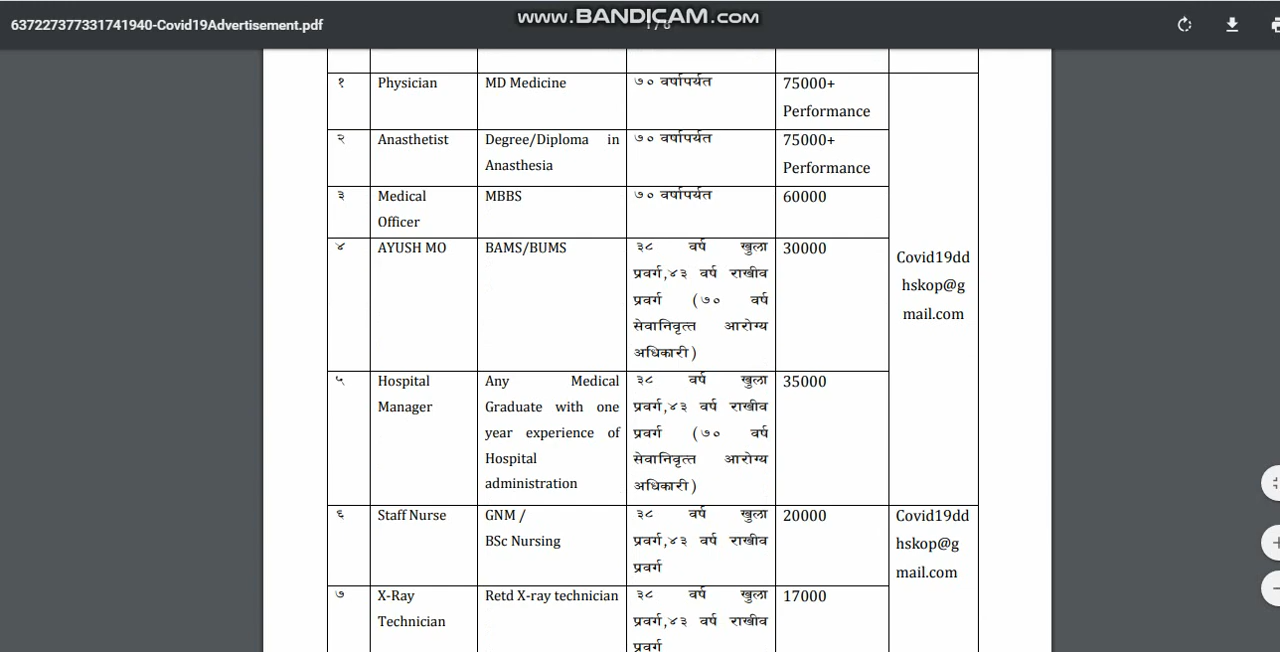 www.BANDICAM.com
637227377331741940-Covid19Advertisement.pdf
१ Physician MD Medicine ७० वर्षापर्यत 75000+
Performance
२ Anasthetist Degree/Diploma in ७० वर्षापर्यत 75000+
Anasthesia Performance
३ Medical MBBS ७० वर्षापर्यत 60000
Officer
४ AYUSH MO BAMS/BUMS ३८ वर्ष खुला 30000
प्रवर्ग,४३ वर्ष राखीव
प्रवर्ग (७० वर्ष
सेवानिवृत्त आरोग्य
अधिकारी)
Covid19dd
hskop@g
mail.com
५ Hospital Any Medical ३८ वर्ष खुला 35000
Manager Graduate with one प्रवर्ग,४३ वर्ष राखीव
year experience of प्रवर्ग (७० वर्ष
Hospital सेवानिवृत्त आरोग्य
administration अधिकारी)
६ Staff Nurse GNM / ३८ वर्ष खुला 20000 Covid19dd
BSc Nursing प्रवर्ग,४३ वर्ष राखीव hskop@g
प्रवर्ग mail.com
७ X-Ray Retd X-ray technician ३८ वर्ष खुला 17000
Technician प्रवर्ग,४३ वर्ष राखीव
प्रवर्ग